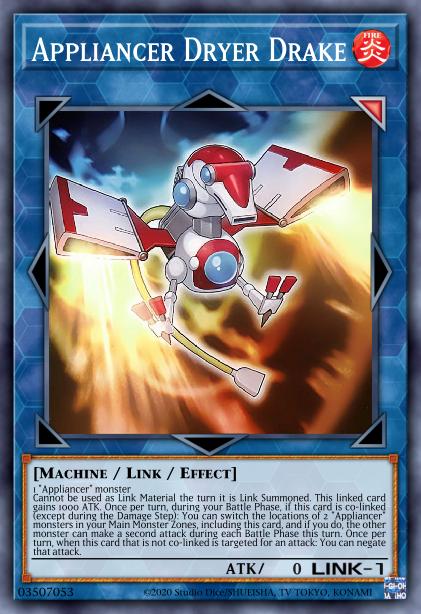 APPLIANCER DRYER DRAKE
FIRE
炎
[MACHINE / LINK / EFFECT]
1 "Appliancer" monster
Cannot be used as Link Material the turn it is Link Summoned. This linked card
gains 1000 ATK. Once per turn, during your Battle Phase, if this card is co-linked
(except during the Damage Step): You can switch the locations of 2 "Appliancer"
monsters in your Main Monster Zones, including this card, and if you do, the other
monster can make a second attack during each Battle Phase this turn. Once per
turn, when this card that is not co-linked is targeted for an attack: You can negate
that attack.
ATK/ 0 LINK-1
03507053 ©2020 Studio Dice/SHUEISHA, TV TOKYO, KONAMI